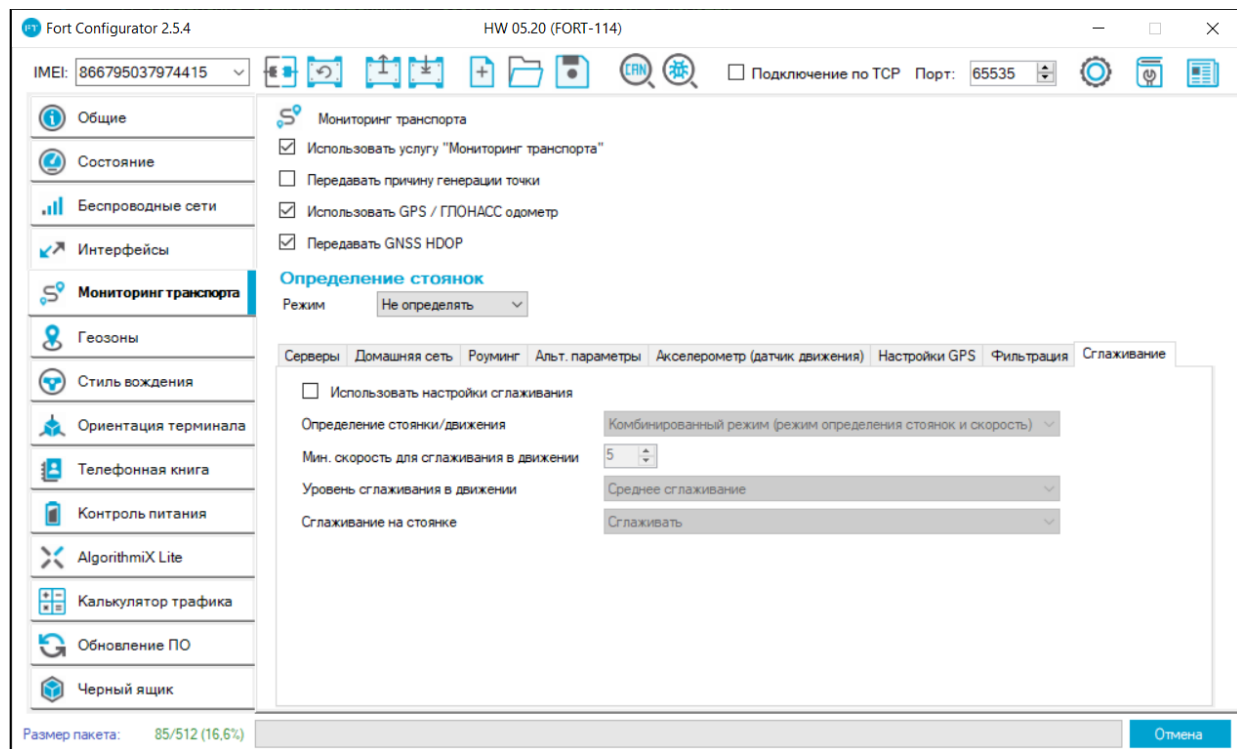 Fort Configurator 2.5.4 HW 05.20 (FORT-114)
IMEI: 866795037974415 CAN Подключение по TCP Порт: 65535
Общие
Состояние
Беспроводные сети
Интерфейсы
Мониторинг транспорта
Геозоны
Стиль вождения
Ориентация терминала
Телефонная книга
Контроль питания
AlgorithmiX Lite
Калькулятор трафика
Обновление ПО
Черный ящик
Мониторинг транспорта
Использовать услугу "Мониторинг транспорта"
Передавать причину генерации точки
Использовать GPS / ГЛОНАСС одометр
Передавать GNSS HDOP
Определение стоянок
Режим Не определять
Серверы Домашняя сеть Роуминг Альт. параметры Акселерометр (датчик движения) Настройки GPS Фильтрация Сглаживание
Использовать настройки сглаживания
Определение стоянки/движения Комбинированный режим (режим определения стоянок и скорость)
Мин. скорость для сглаживания в движении 5
Уровень сглаживания в движении Среднее сглаживание
Сглаживание на стоянке Сглаживать
Размер пакета: 85/512 (16,6%) Отмена